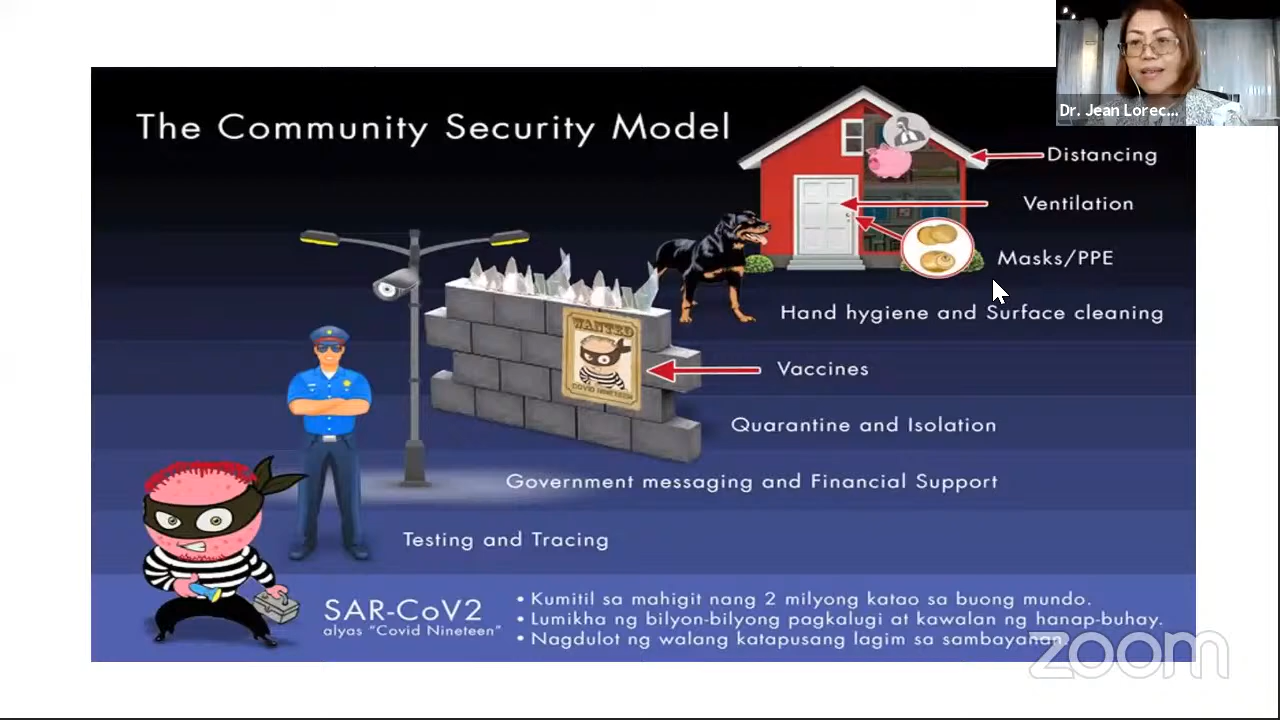 Dr. Jean Lorec...
The Community Security Model
Distancing
Ventilation
Masks/PPE
Hand hygiene and Surface cleaning
WANTED
COVID NINETEEN
Vaccines
Quarantine and Isolation
Government messaging and Financial Support
Testing and Tracing
SAR-CoV2
alyas "Covid Nineteen"
• Kumitil sa mahigit nang 2 milyong katao sa buong mundo.
• Lumikha ng bilyon-bilyong pagkalugi at kawalan ng hanap-buhay.
• Nagdulot ng walang katapusang lagim sa sambayanan
zoom